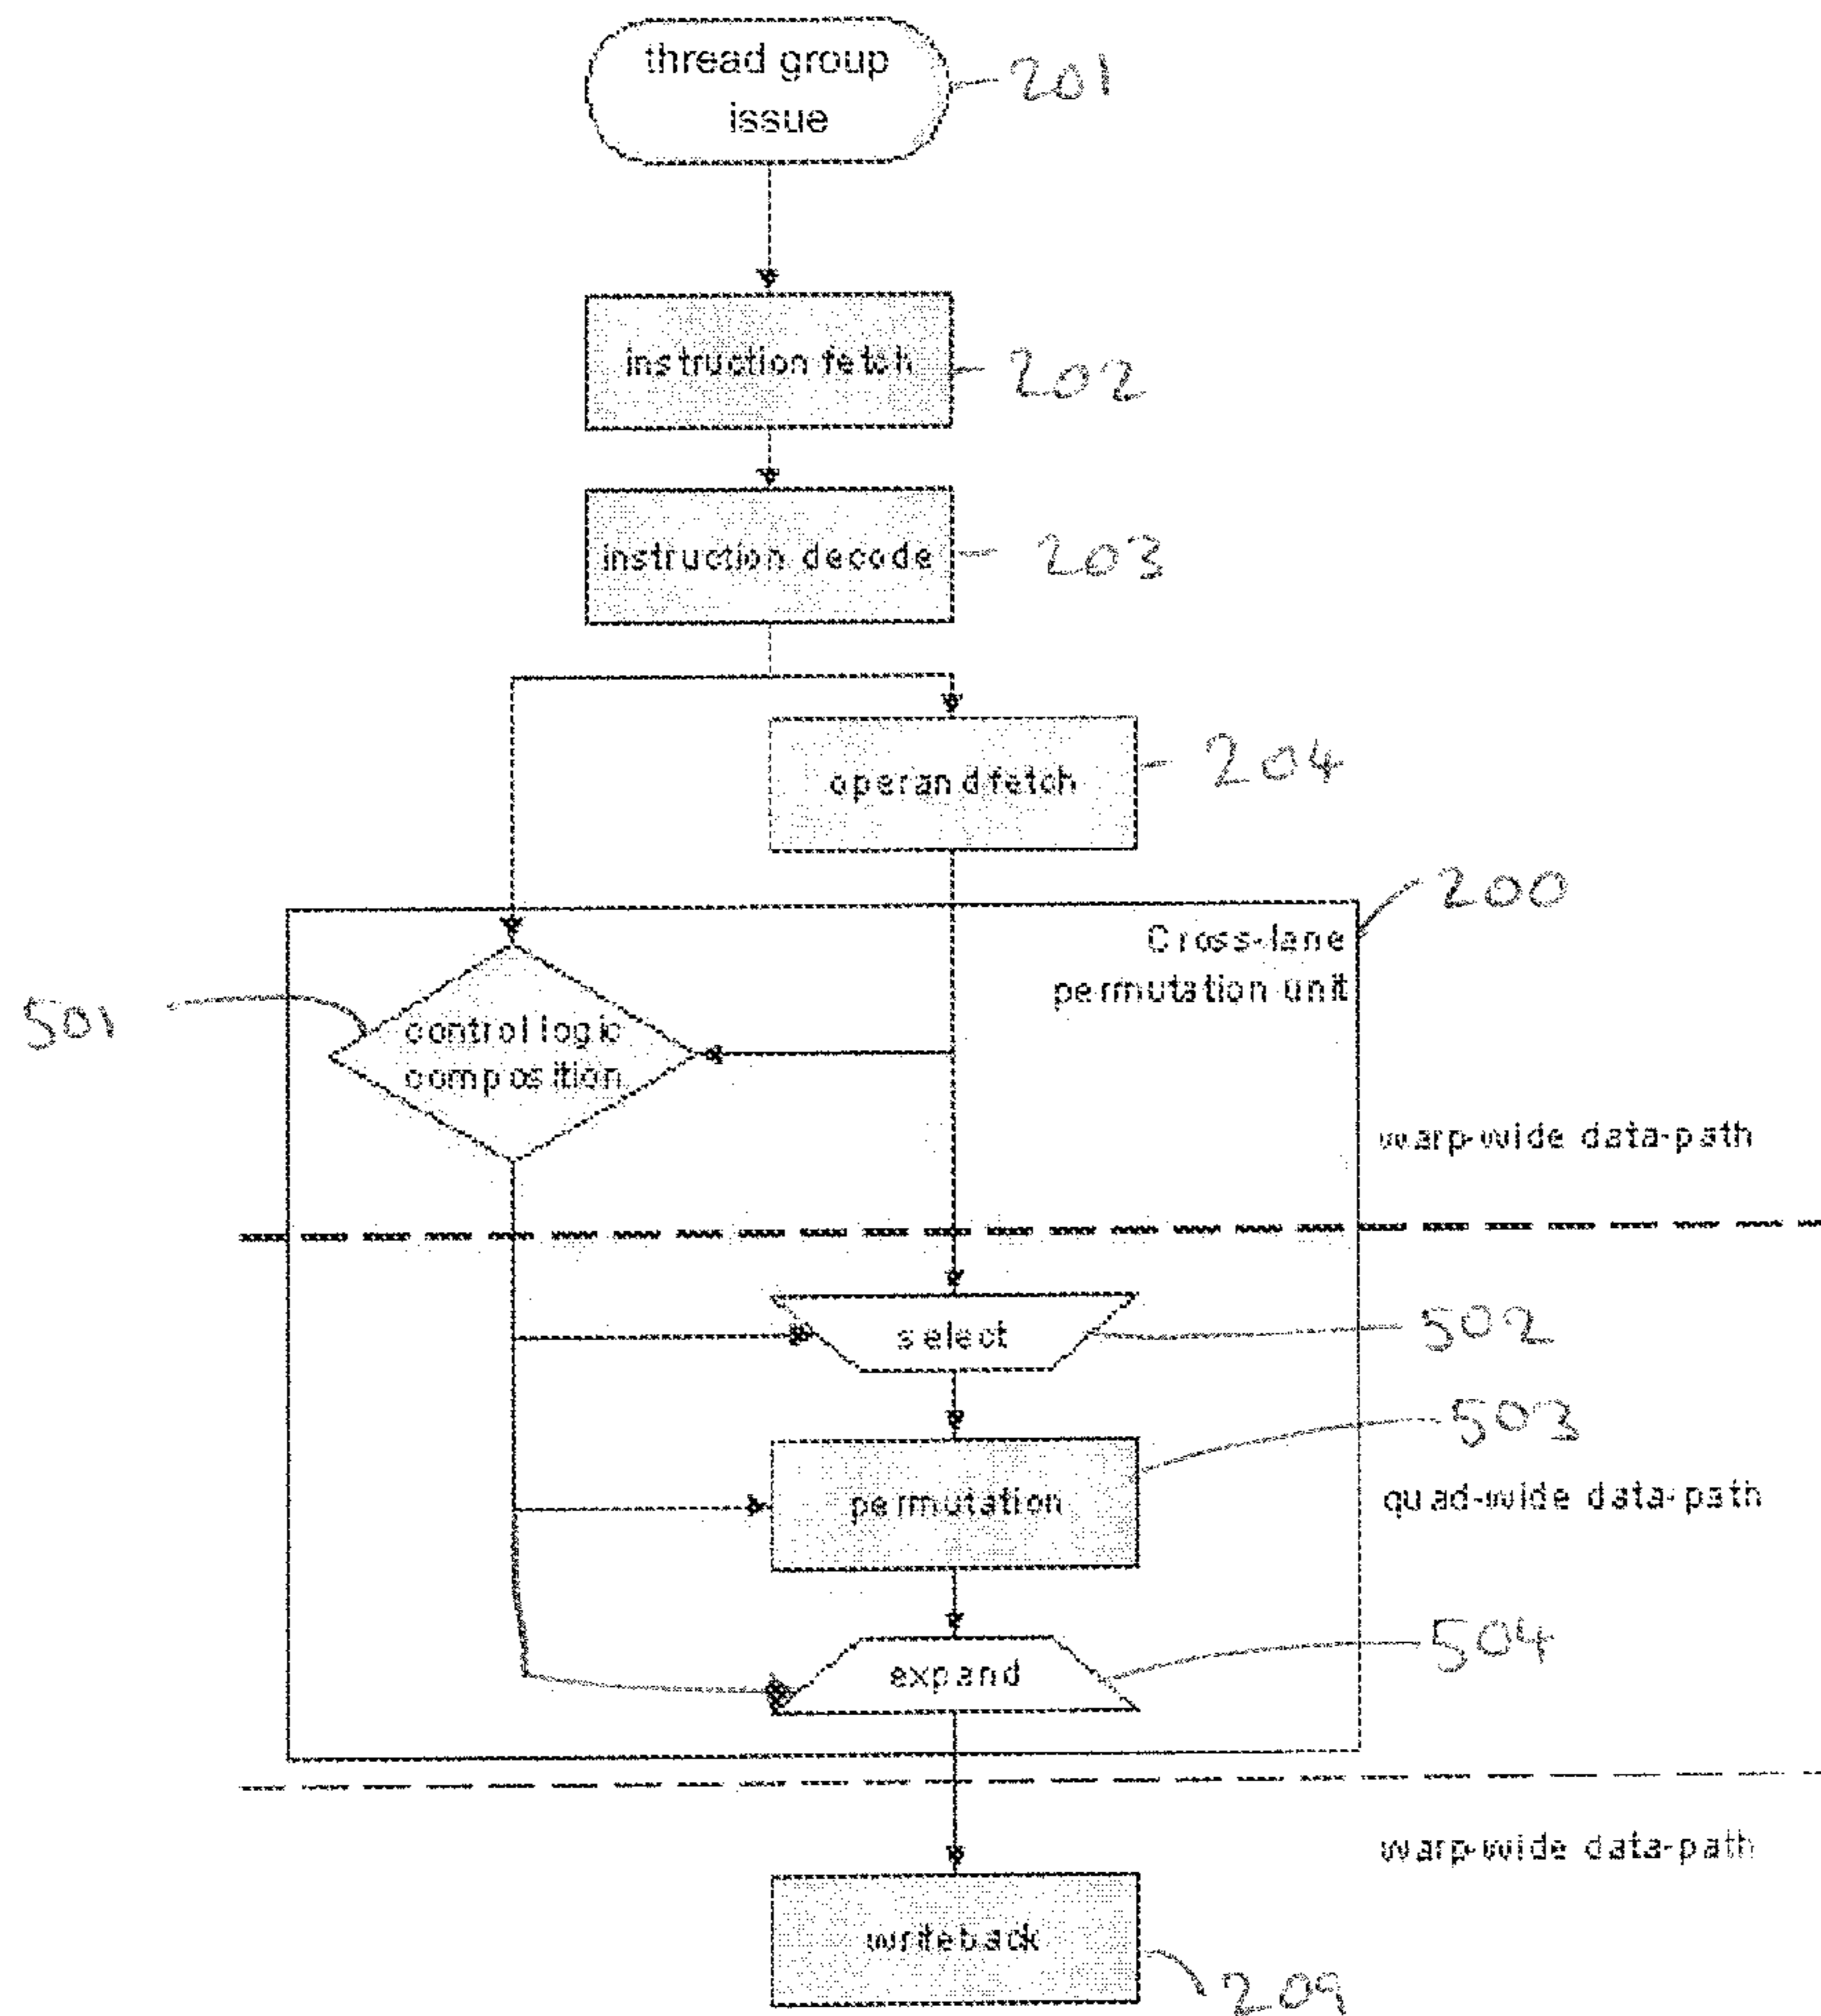 thread group
issue
201
instruction fetch
202
instruction decode
203
operand fetch
204
200
Cross-lane
permutation unit
501
control logic
composition
warp-wide data-path
select
502
503
permutation
quad-wide data-path
expand
504
warp-wide data-path
writeback
209